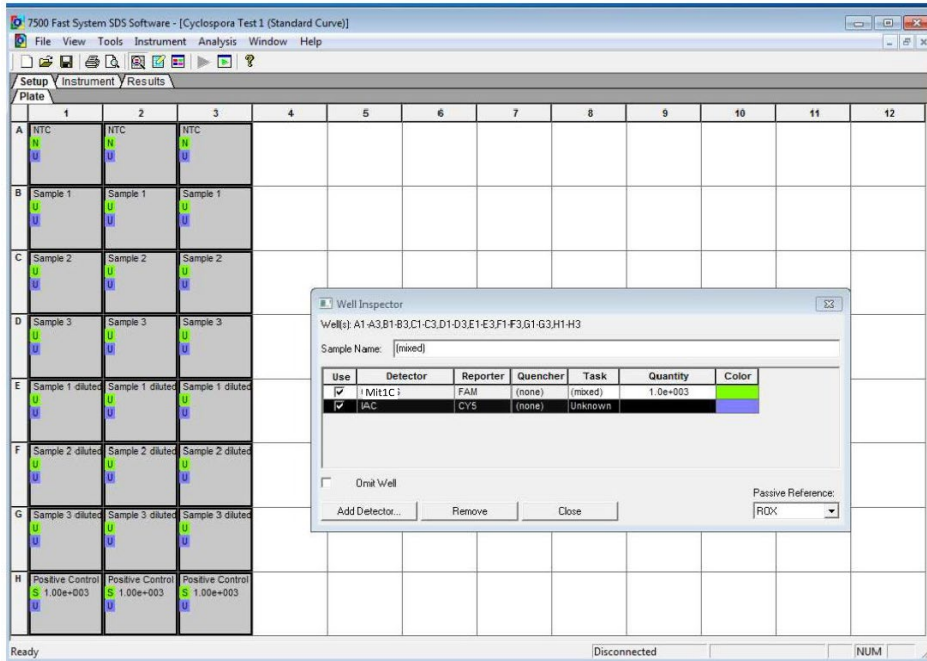 7500 Fast System SDS Software - [Cyclospora Test 1 (Standard Curve)]
File View Tools Instrument Analysis Window Help
Setup Instrument Results
Plate
1 2 3 4 5 6 7 8 9 10 11 12
A NTC NTC NTC
N N N
U U U
B Sample 1 Sample 1 Sample 1
U U U
U U U
C Sample 2 Sample 2 Sample 2
U U U
U U U
D Sample 3 Sample 3 Sample 3
U U U
U U U
E Sample 1 diluted Sample 1 diluted Sample 1 diluted
U U U
U U U
F Sample 2 diluted Sample 2 diluted Sample 2 diluted
U U U
U U U
G Sample 3 diluted Sample 3 diluted Sample 3 diluted
U U U
U U U
H Positive Control Positive Control Positive Control
S 1.00e+003 S 1.00e+003 S 1.00e+003
U U U
Well Inspector
Well(s): A1-A3,B1-B3,C1-C3,D1-D3,E1-E3,F1-F3,G1-G3,H1-H3
Sample Name: (mixed)
Use Detector Reporter Quencher Task Quantity Color
Mit1C FAM (none) (mixed) 1.0e+003
IAC CY5 (none) Unknown
Omit Well
Passive Reference:
Add Detector... Remove Close ROX
Ready Disconnected NUM